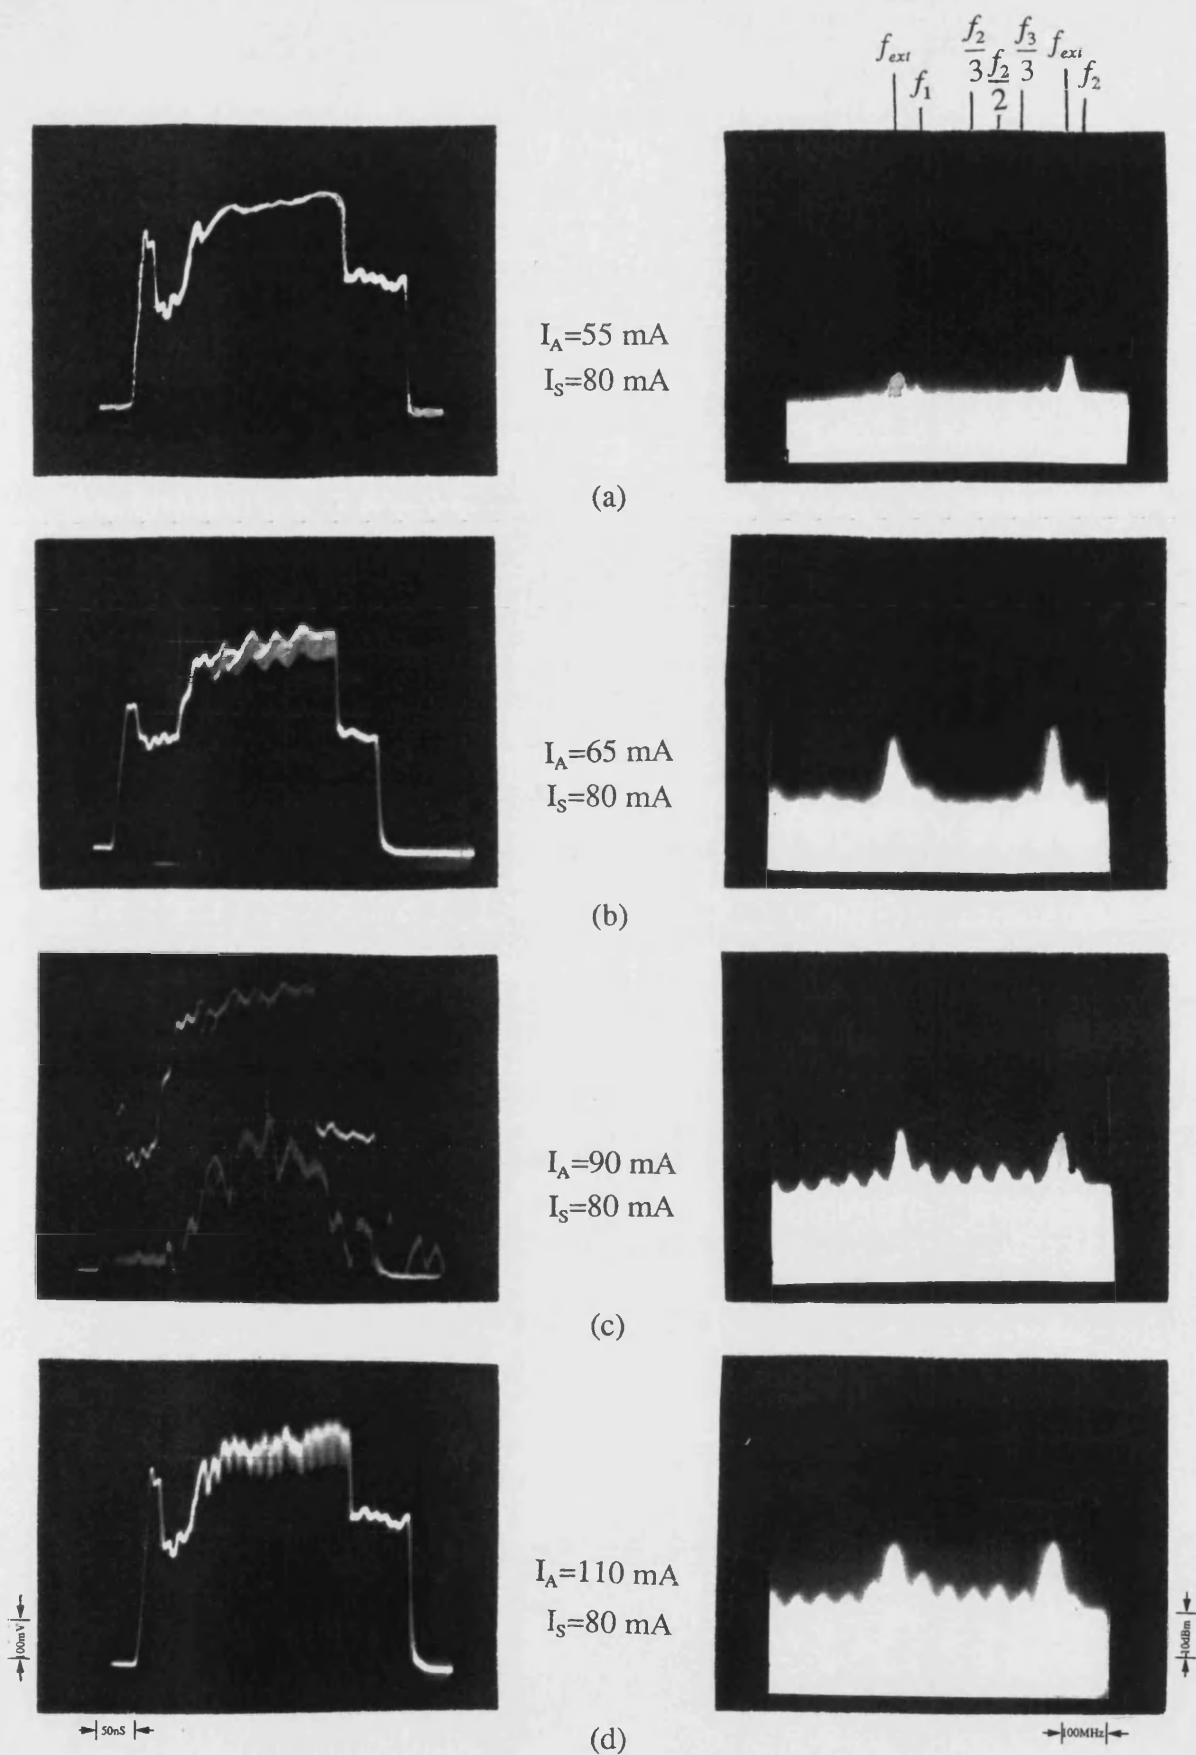 f_ext f_1 f_2/3 f_2/2 f_3/3 f_ext f_2
I_A=55 mA
I_S=80 mA
(a)
I_A=65 mA
I_S=80 mA
(b)
I_A=90 mA
I_S=80 mA
(c)
I_A=110 mA
I_S=80 mA
100mV
10dBm
50nS
100MHz
(d)